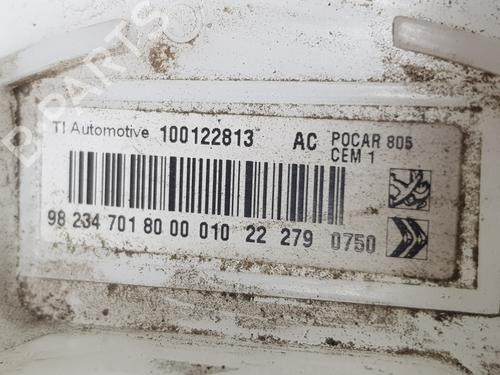 B-PARTS
TI Automotive 100122813 AC POCAR 805
CEM 1
98 234 701 80 00 010 22 279 0750